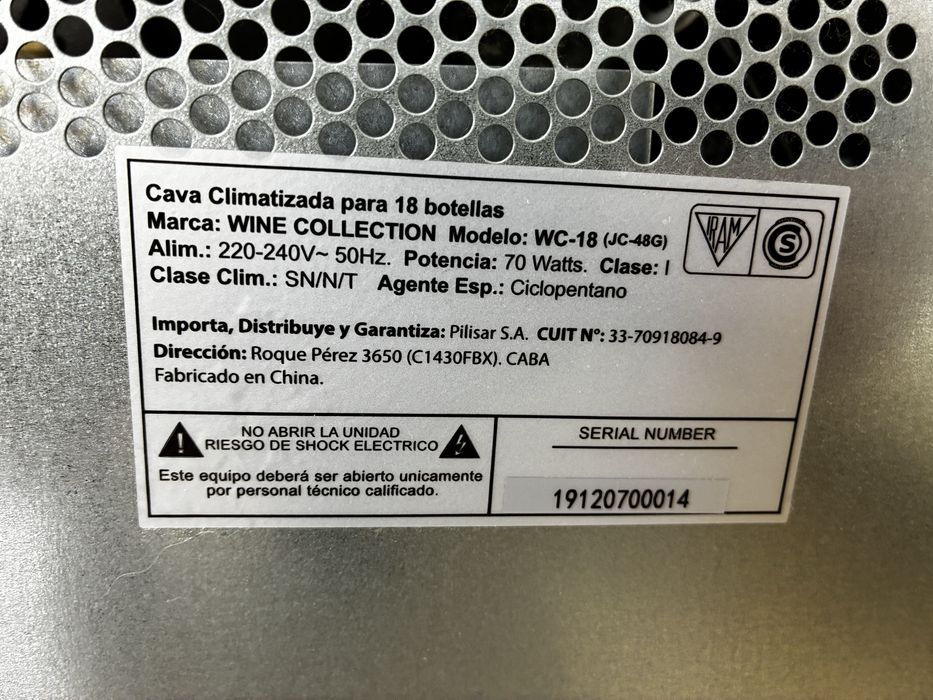 Cava Climatizada para 18 botellas
Marca: WINE COLLECTION Modelo: WC-18 (JC-48G)
Alim.: 220-240V~ 50Hz. Potencia: 70 Watts. Clase: I
Clase Clim.: SN/N/T Agente Esp.: Ciclopentano
IRAM
S
Importa, Distribuye y Garantiza: Pilisar S.A. CUIT Nº: 33-70918084-9
Dirección: Roque Pérez 3650 (C1430FBX). CABA
Fabricado en China.
NO ABRIR LA UNIDAD
RIESGO DE SHOCK ELECTRICO
Este equipo deberá ser abierto unicamente
por personal técnico calificado.
SERIAL NUMBER
19120700014